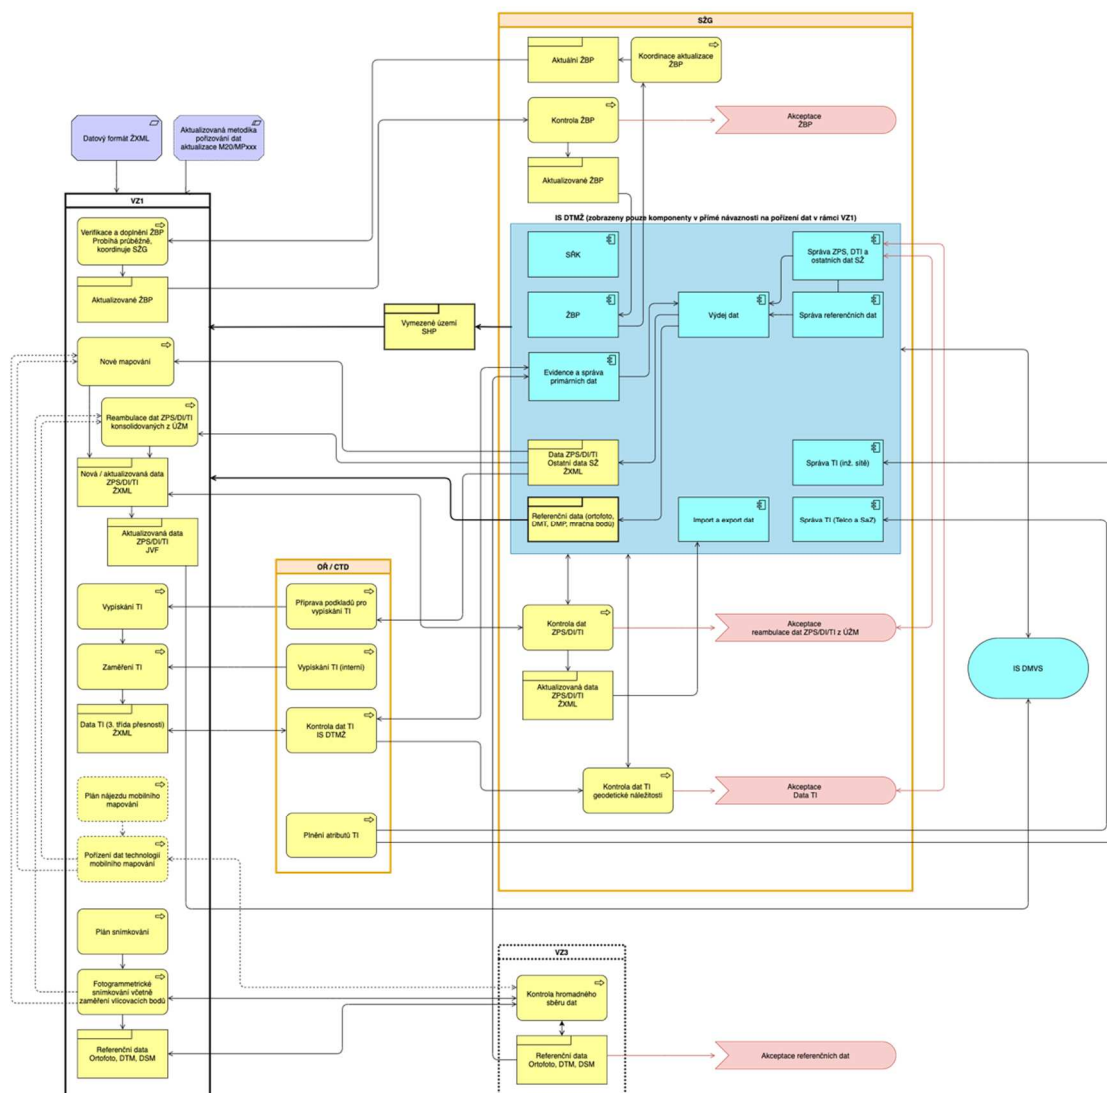 SŽG
Aktuální ŽBP
Koordinace aktualizace
ŽBP
Kontrola ŽBP
Akceptace
ŽBP
Aktualizované ŽBP
Datový formát ŽXML
Aktualizovaná metodika
pořizování dat
aktualizace M20/MPxxx
VZ1
Verifikace a doplnění ŽBP
Probíhá průběžně,
koordinuje SŽG
Aktualizované ŽBP
Nové mapování
Reambulace dat ZPS/DI/TI
konsolidovaných z ÚŽM
Nová / aktualizovaná data
ZPS/DI/TI
ŽXML
Aktualizovaná data
ZPS/DI/TI
JVF
Vypískání TI
Zaměření TI
Data TI (3. třída přesnosti)
ŽXML
Plán nájezdu mobilního
mapování
Pořízení dat technologií
mobilního mapování
Plán snímkování
Fotogrammetrické
snímkování včetně
zaměření vlícovacích bodů
Referenční data
Ortofoto, DTM, DSM
Vymezené území
SHP
IS DTMŽ (zobrazeny pouze komponenty v přímé návaznosti na pořízení dat v rámci VZ1)
SŘK
Správa ZPS, DTI a
ostatních dat SŽ
ŽBP
Výdej dat
Správa referenčních dat
Evidence a správa
primárních dat
Data ZPS/DI/TI
Ostatní data SŽ
ŽXML
Správa TI (inž. sítě)
Referenční data (ortofoto,
DMT, DMP, mračna bodů)
Import a export dat
Správa TI (Telco a SaZ)
OŘ / CTD
Příprava podkladů pro
vypískání TI
Vypískání TI (interní)
Kontrola dat TI
IS DTMŽ
Plnění atributů TI
Kontrola dat
ZPS/DI/TI
Akceptace
reambulace dat ZPS/DI/TI z ÚŽM
Aktualizovaná data
ZPS/DI/TI
ŽXML
Kontrola dat TI
geodetické náležitosti
Akceptace
Data TI
IS DMVS
VZ3
Kontrola hromadného
sběru dat
Referenční data
Ortofoto, DTM, DSM
Akceptace referenčních dat